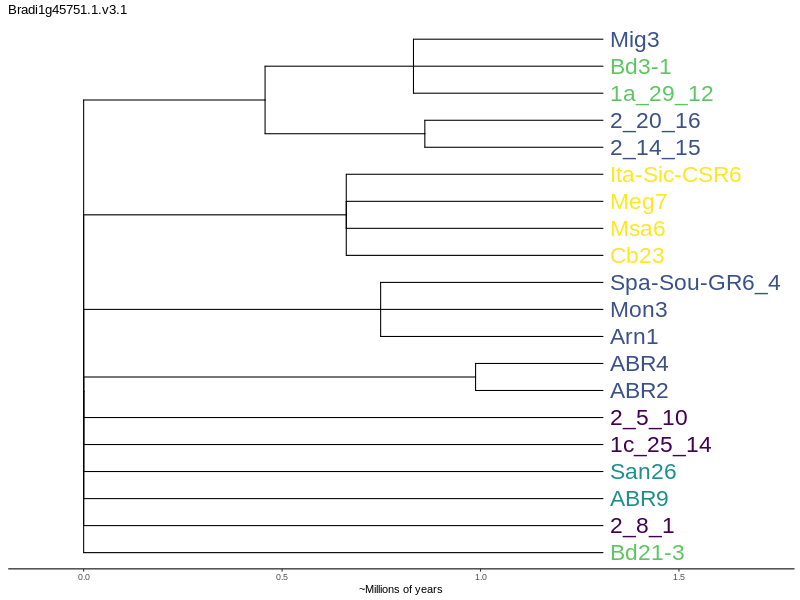 Bradi1g45751.1.v3.1
Mig3
Bd3-1
1a_29_12
2_20_16
2_14_15
Ita-Sic-CSR6
Meg7
Msa6
Cb23
Spa-Sou-GR6_4
Mon3
Arn1
ABR4
ABR2
2_5_10
1c_25_14
San26
ABR9
2_8_1
Bd21-3
0.0 0.5 1.0 1.5
~Millions of years